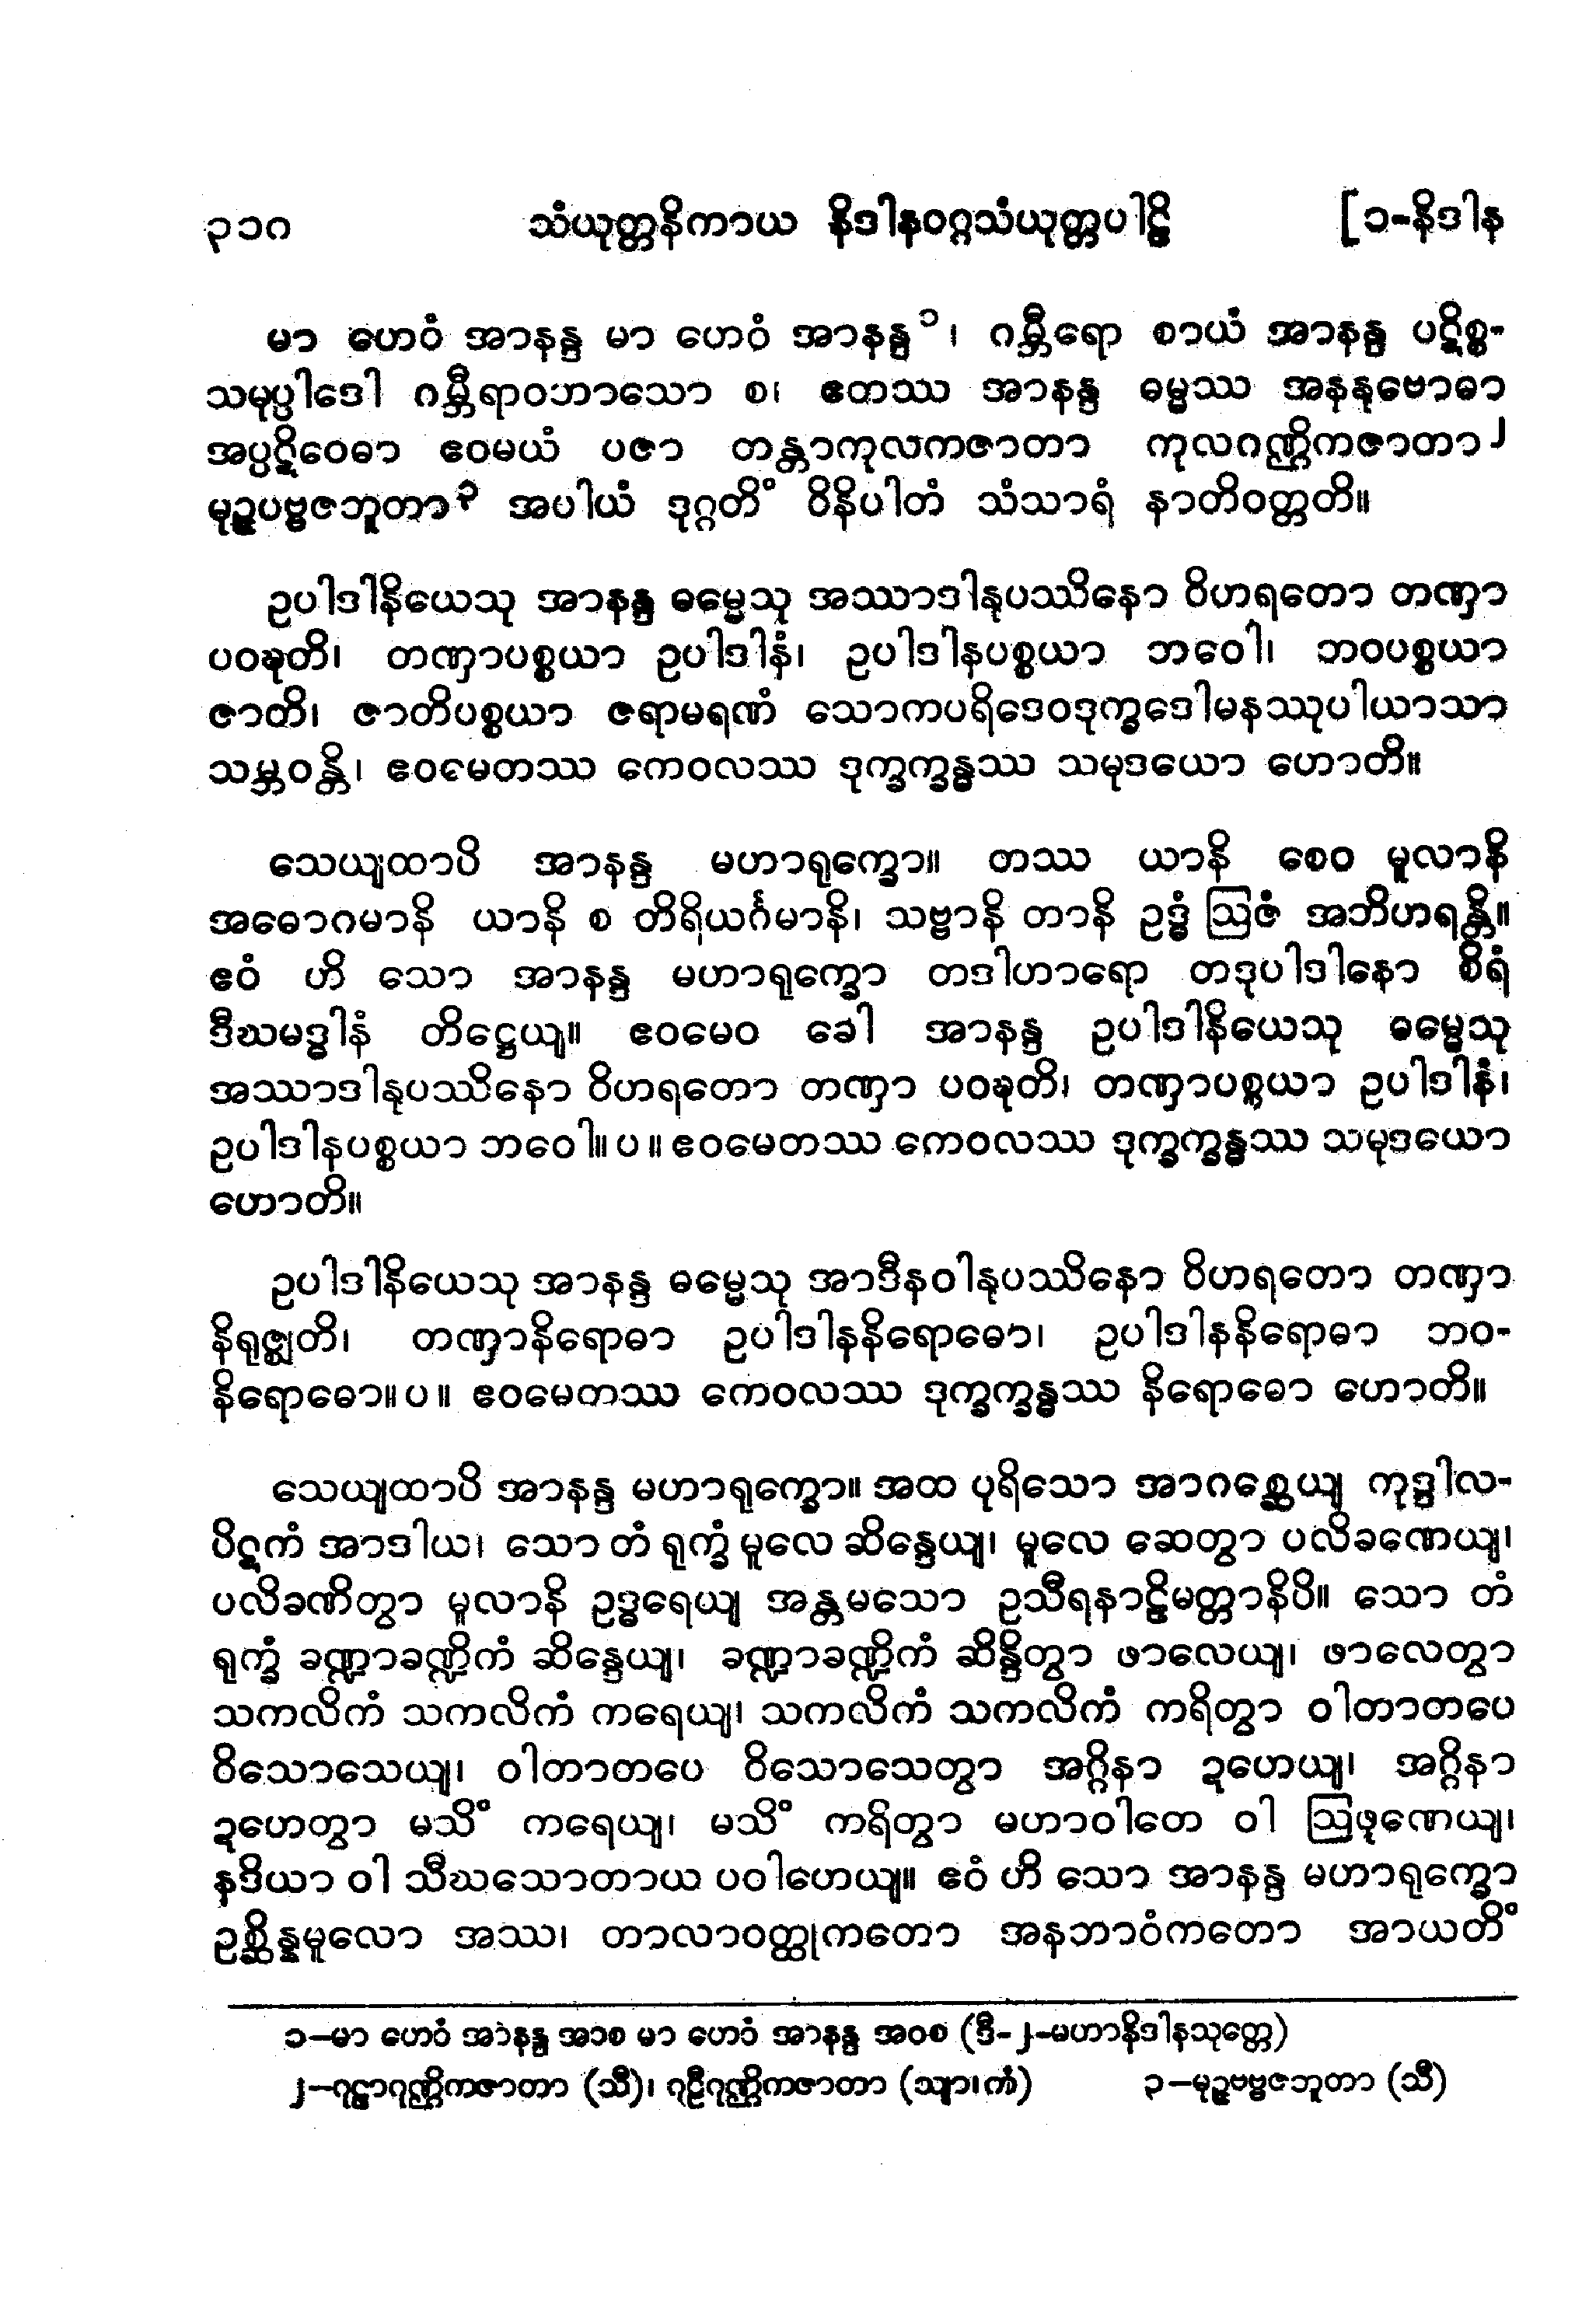 ၃၁၈ သံယုတ္တနိကာယ နိဒါနဝဂ္ဂသံယုတ္တပါဠိ [၁-နိဒါန
မာ ဟေဝံ အာနန္ဒ မာ ဟေဝံ အာနန္ဒ၁၊ ဂမ္ဘီရော စာယံ အာနန္ဒ ပဋိစ္စ-
သမုပ္ပါဒေါ ဂမ္ဘီရာဝဘာသော စ၊ ဧတဿ အာနန္ဒ ဓမ္မဿ အနနုဗောဓာ
အပ္ပဋိဝေဓာ ဧဝမယံ ပဇာ တန္တာကုလကဇာတာ ကုလဂဏ္ဌိကဇာတာ၂
မုဉ္ဇပဗ္ဗဇဘူတာ၃ အပါယံ ဒုဂ္ဂတိံ ဝိနိပါတံ သံသာရံ နာတိဝတ္တတိ။
ဥပါဒါနိယေသု အာနန္ဒ ဓမ္မေသု အဿာဒါနုပဿိနော ဝိဟရတော တဏှာ
ပဝဍ္ဎတိ၊ တဏှာပစ္စယာ ဥပါဒါနံ၊ ဥပါဒါနပစ္စယာ ဘဝေါ၊ ဘဝပစ္စယာ
ဇာတိ၊ ဇာတိပစ္စယာ ဇရာမရဏံ သောကပရိဒေဝဒုက္ခဒေါမနဿုပါယာသာ
သမ္ဘဝန္တိ၊ ဧဝမေတဿ ကေဝလဿ ဒုက္ခက္ခန္ဓဿ သမုဒယော ဟောတိ။
သေယျထာပိ အာနန္ဒ မဟာရုက္ခော။ တဿ ယာနိ စေဝ မူလာနိ
အဓောဂမာနိ ယာနိ စ တိရိယင်္ဂမာနိ၊ သဗ္ဗာနိ တာနိ ဥဒ္ဓံ ဩဇံ အဘိဟရန္တိ။
ဧဝံ ဟိ သော အာနန္ဒ မဟာရုက္ခော တဒါဟာရော တဒုပါဒါနော စိရံ
ဒီဃမဒ္ဓါနံ တိဋ္ဌေယျ။ ဧဝမေဝ ခေါ အာနန္ဒ ဥပါဒါနိယေသု ဓမ္မေသု
အဿာဒါနုပဿိနော ဝိဟရတော တဏှာ ပဝဍ္ဎတိ၊ တဏှာပစ္စယာ ဥပါဒါနံ၊
ဥပါဒါနပစ္စယာ ဘဝေါ။ ပ ။ ဧဝမေတဿ ကေဝလဿ ဒုက္ခက္ခန္ဓဿ သမုဒယော
ဟောတိ။
ဥပါဒါနိယေသု အာနန္ဒ ဓမ္မေသု အာဒီနဝါနုပဿိနော ဝိဟရတော တဏှာ
နိရုဇ္ဈတိ၊ တဏှာနိရောဓာ ဥပါဒါနနိရောဓော၊ ဥပါဒါနနိရောဓာ ဘဝ-
နိရောဓော။ ပ ။ ဧဝမေတဿ ကေဝလဿ ဒုက္ခက္ခန္ဓဿ နိရောဓော ဟောတိ။
သေယျထာပိ အာနန္ဒ မဟာရုက္ခော။ အထ ပုရိသော အာဂစ္ဆေယျ ကုဒ္ဒါလ-
ပိဋကံ အာဒါယ၊ သော တံ ရုက္ခံ မူလေ ဆိန္ဒေယျ၊ မူလေ ဆေတွာ ပလိခဏေယျ၊
ပလိခဏိတွာ မူလာနိ ဥဒ္ဓရေယျ အန္တမသော ဥသီရနာဠိမတ္တာနိပိ။ သော တံ
ရုက္ခံ ခဏ္ဍာခဏ္ဍိကံ ဆိန္ဒေယျ၊ ခဏ္ဍာခဏ္ဍိကံ ဆိန္ဒိတွာ ဖာလေယျ၊ ဖာလေတွာ
သကလိကံ သကလိကံ ကရေယျ၊ သကလိကံ သကလိကံ ကရိတွာ ဝါတာတပေ
ဝိသောသေယျ၊ ဝါတာတပေ ဝိသောသေတွာ အဂ္ဂိနာ ဍဟေယျ၊ အဂ္ဂိနာ
ဍဟေတွာ မသိံ ကရေယျ၊ မသိံ ကရိတွာ မဟာဝါတေ ဝါ ဩဖုဏေယျ၊
နဒိယာ ဝါ သီဃသောတာယ ပဝါဟေယျ။ ဧဝံ ဟိ သော အာနန္ဒ မဟာရုက္ခော
ဥစ္ဆိန္နမူလော အဿ၊ တာလာဝတ္ထုကတော အနဘာဝံကတော အာယတိံ
၁–မာ ဟေဝံ အာနန္ဒ အာစ မာ ဟေဝံ အာနန္ဒ အဝစ (ဒီ-၂-မဟာနိဒါနသုတ္တေ)
၂–ဂုဠာဂုဏ္ဌိကဇာတာ (သီ)၊ ဂုဠီဂုဏ္ဌိကဇာတာ (သျာ၊ကံ) ၃–မုဉ္ဇဗဗ္ဗဇဘူတာ (သီ)